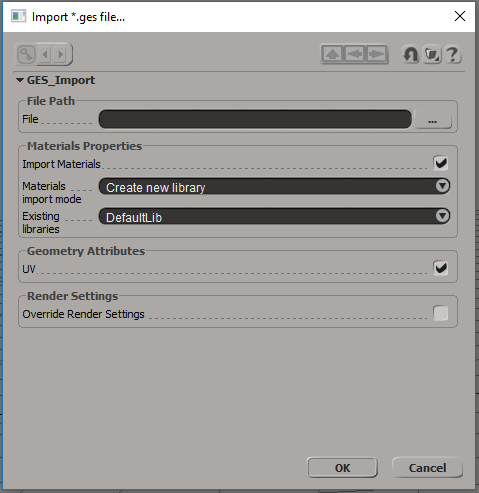 Import *.ges file...
?
GES_Import
File Path
File
...
Materials Properties
Import Materials
Materials import mode
Create new library
Existing libraries
DefaultLib
Geometry Attributes
UV
Render Settings
Override Render Settings
OK
Cancel